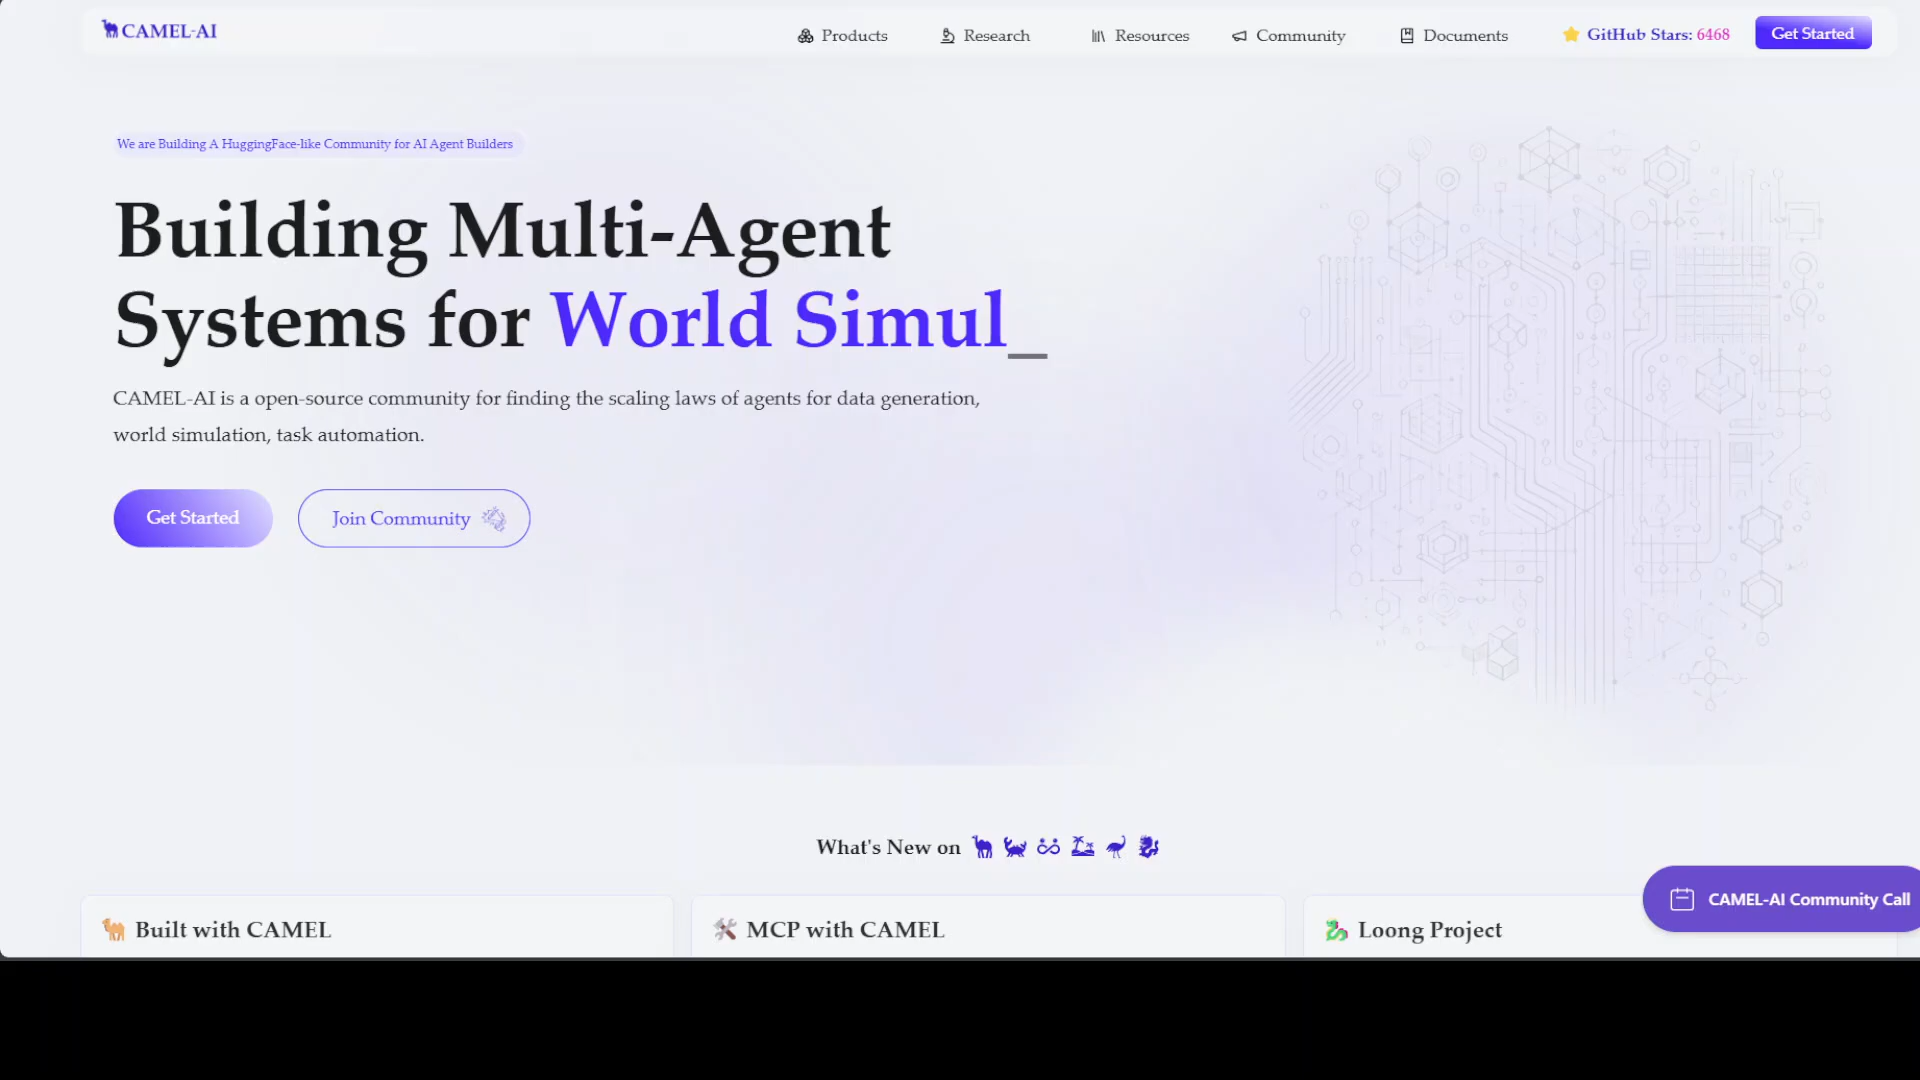 CAMEL-AI
Products
Research
Resources
Community
Documents
GitHub Stars: 6468
Get Started
We are Building A HuggingFace-like Community for AI Agent Builders
Building Multi-Agent
Systems for World Simul_
CAMEL-AI is a open-source community for finding the scaling laws of agents for data generation,
world simulation, task automation.
Get Started
Join Community
What's New on
Built with CAMEL
MCP with CAMEL
Loong Project
CAMEL-AI Community Call